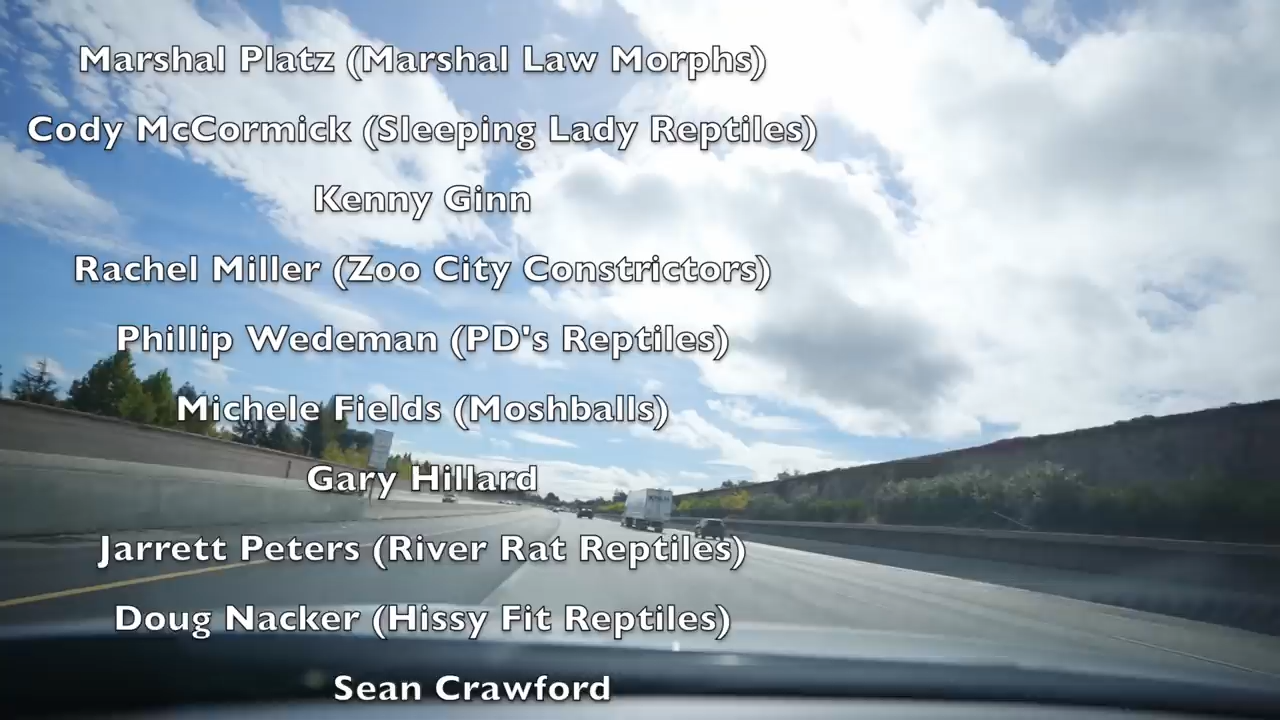 Marshal Platz (Marshal Law Morphs)
Cody McCormick (Sleeping Lady Reptiles)
Kenny Ginn
Rachel Miller (Zoo City Constrictors)
Phillip Wedeman (PD's Reptiles)
Michele Fields (Moshballs)
Gary Hillard
Jarrett Peters (River Rat Reptiles)
Doug Nacker (Hissy Fit Reptiles)
Sean Crawford